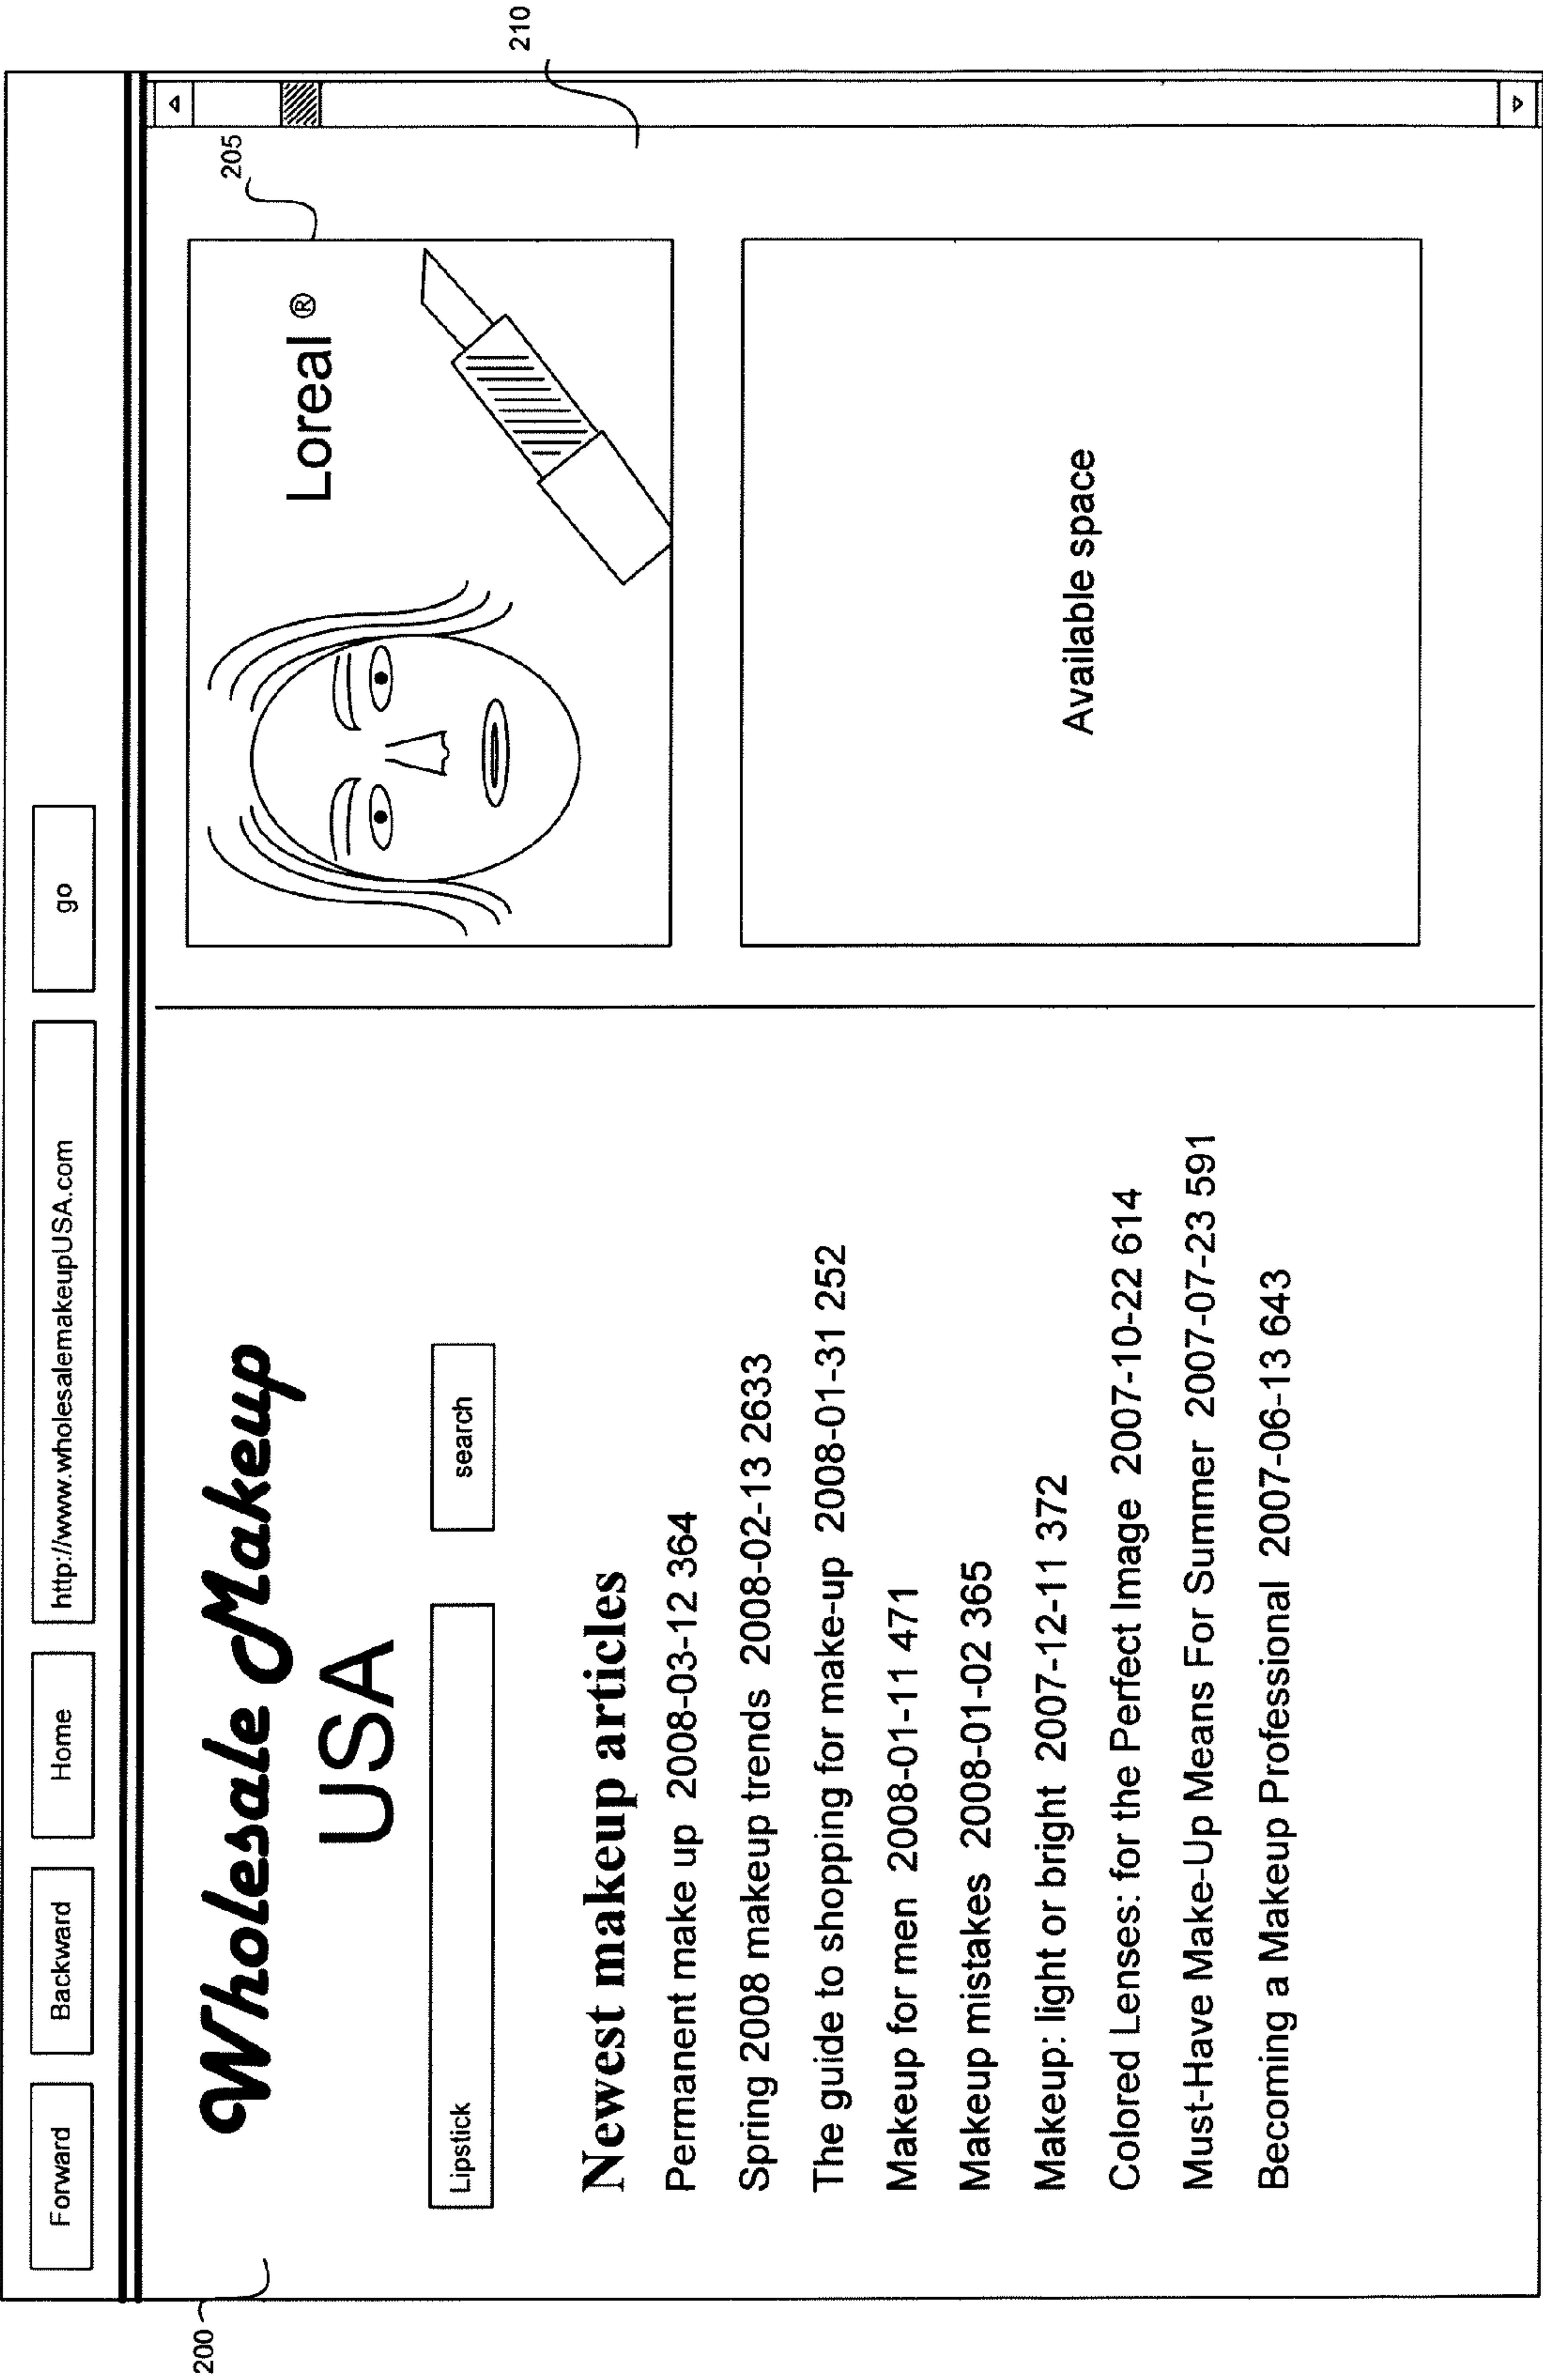 Forward
Backward
Home
http://www.wholesalemakeupUSA.com
go
200
Wholesale Makeup
USA
Lipstick
search
Newest makeup articles
Permanent make up 2008-03-12 364
Spring 2008 makeup trends 2008-02-13 2633
The guide to shopping for make-up 2008-01-31 252
Makeup for men 2008-01-11 471
Makeup mistakes 2008-01-02 365
Makeup: light or bright 2007-12-11 372
Colored Lenses: for the Perfect Image 2007-10-22 614
Must-Have Make-Up Means For Summer 2007-07-23 591
Becoming a Makeup Professional 2007-06-13 643
205
Loreal ®
210
Available space